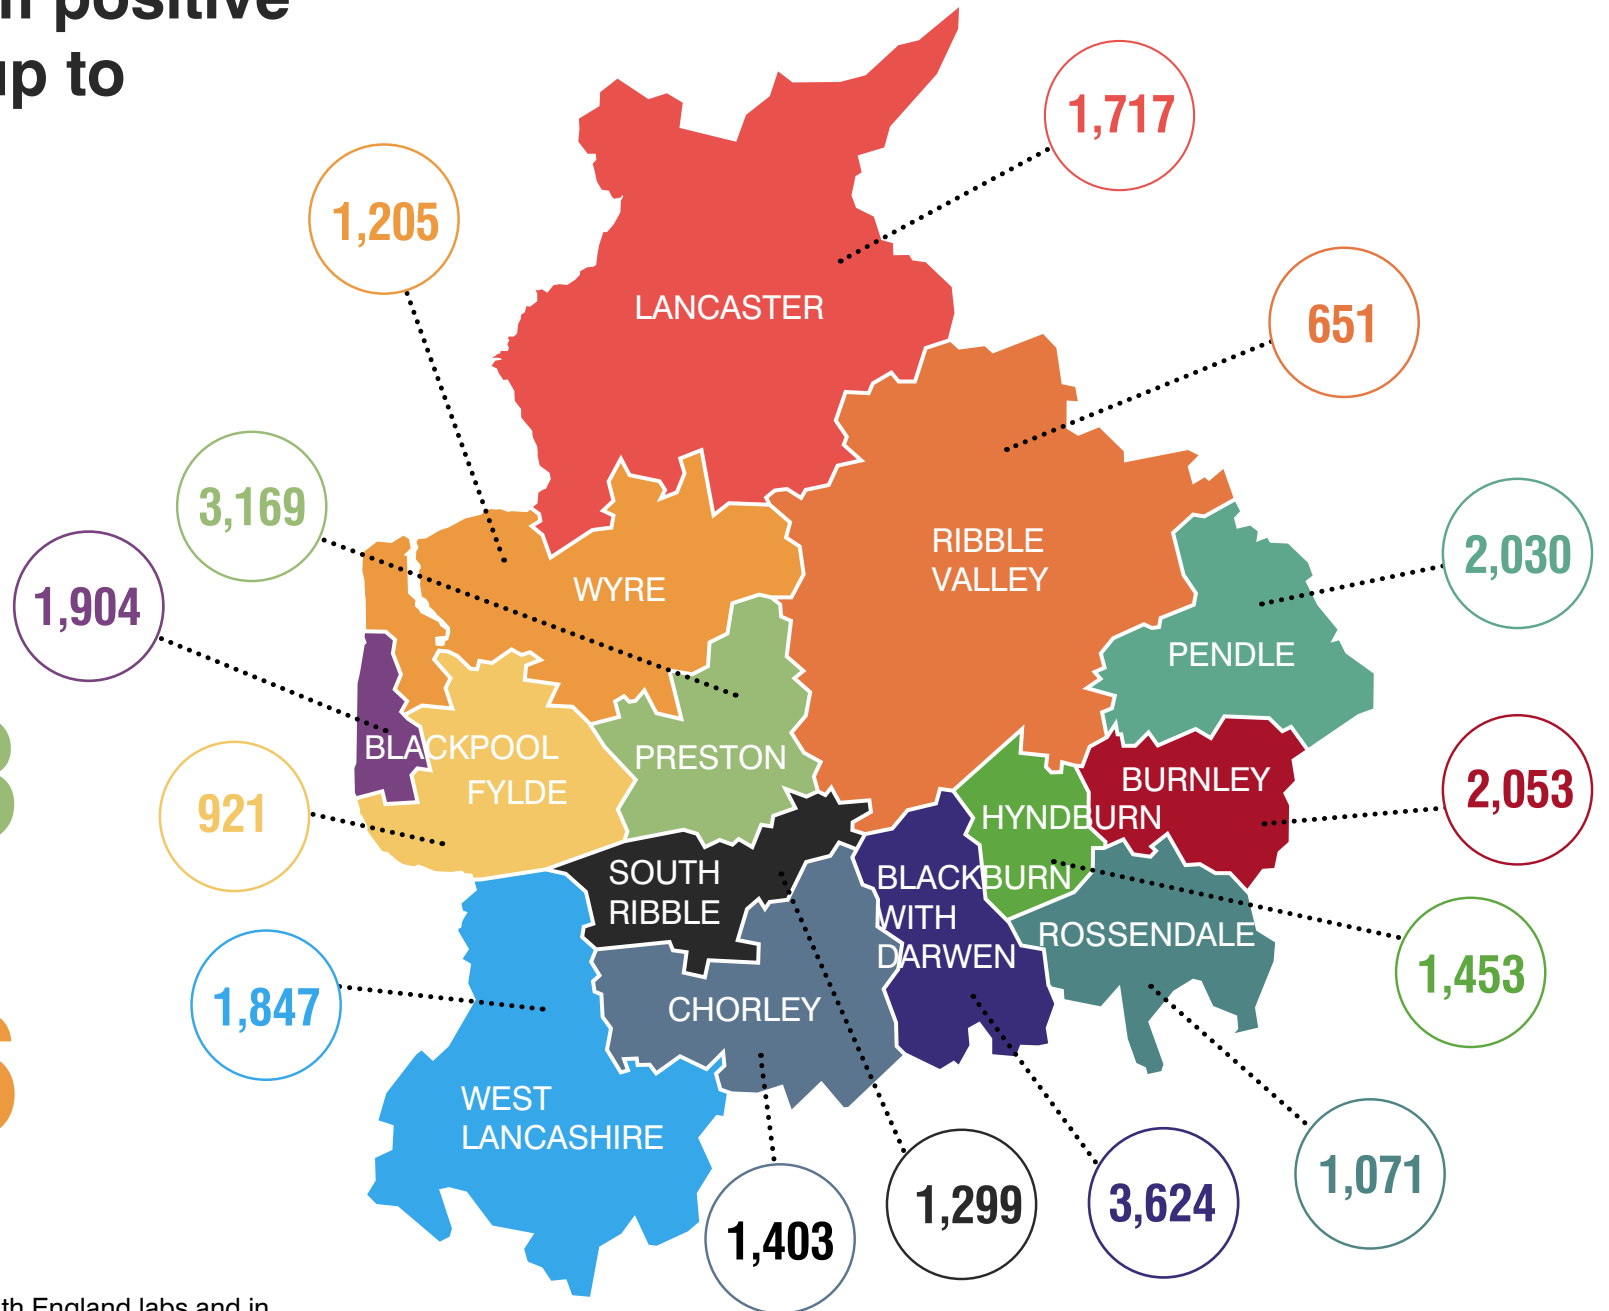 positive
up to
1,717
1,205
651
LANCASTER
3,169
RIBBLE
VALLEY
2,030
WYRE
1,904
PENDLE
BLACKPOOL
PRESTON
FYLDE
921
BURNLEY
2,053
HYNDBURN
SOUTH
RIBBLE
BLACKBURN
WITH
DARWEN
ROSSENDALE
1,453
1,847
CHORLEY
WEST
LANCASHIRE
1,403
1,299
3,624
1,071
England labs and in